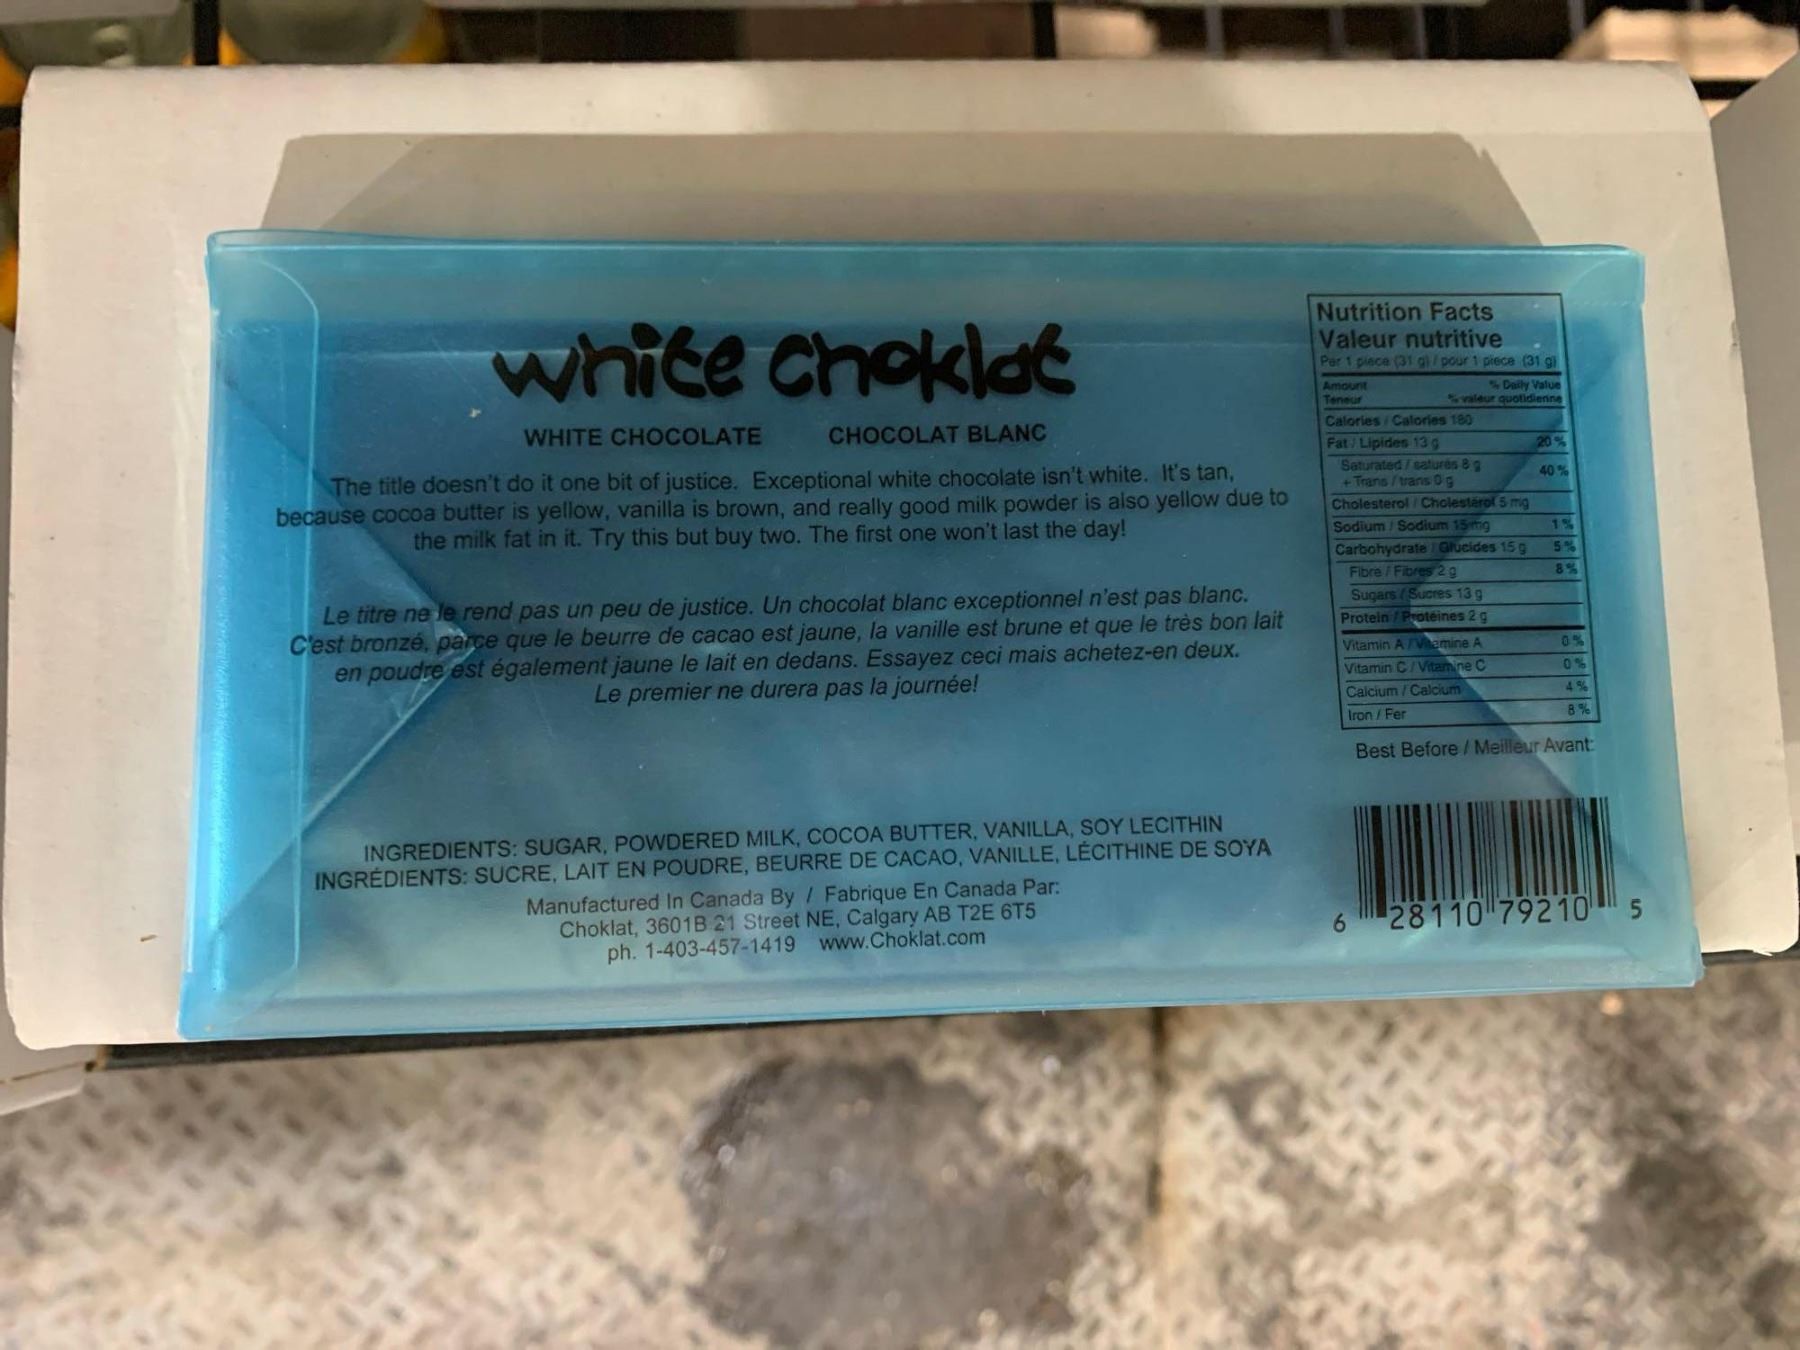 white choklat
WHITE CHOCOLATE CHOCOLAT BLANC
The title doesn't do it one bit of justice. Exceptional white chocolate isn't white. It's tan,
because cocoa butter is yellow, vanilla is brown, and really good milk powder is also yellow due to
the milk fat in it. Try this but buy two. The first one won't last the day!
Le titre ne le rend pas un peu de justice. Un chocolat blanc exceptionnel n'est pas blanc.
C'est bronzé, parce que le beurre de cacao est jaune, la vanille est brune et que le très bon lait
en poudre est également jaune le lait en dedans. Essayez ceci mais achetez-en deux.
Le premier ne durera pas la journée!
INGREDIENTS: SUGAR, POWDERED MILK, COCOA BUTTER, VANILLA, SOY LECITHIN
INGRÉDIENTS: SUCRE, LAIT EN POUDRE, BEURRE DE CACAO, VANILLE, LÉCITHINE DE SOYA
Manufactured In Canada By / Fabrique En Canada Par:
Choklat, 3601B 21 Street NE, Calgary AB T2E 6T5
ph. 1-403-457-1419 www.Choklat.com
Nutrition Facts
Valeur nutritive
Per 1 piece (31 g) / pour 1 piece (31 g)
Amount % Daily Value
Teneur % valeur quotidienne
Calories / Calories 180
Fat / Lipides 13 g 20 %
Saturated / saturés 8 g 40 %
+ Trans / trans 0 g
Cholesterol / Cholestérol 5 mg
Sodium / Sodium 15 mg 1 %
Carbohydrate / Glucides 15 g 5 %
Fibre / Fibres 2 g 8 %
Sugars / Sucres 13 g
Protein / Protéines 2 g
Vitamin A / Vitamine A 0 %
Vitamin C / Vitamine C 0 %
Calcium / Calcium 4 %
Iron / Fer 8 %
Best Before / Meilleur Avant:
6 28110 79210 5